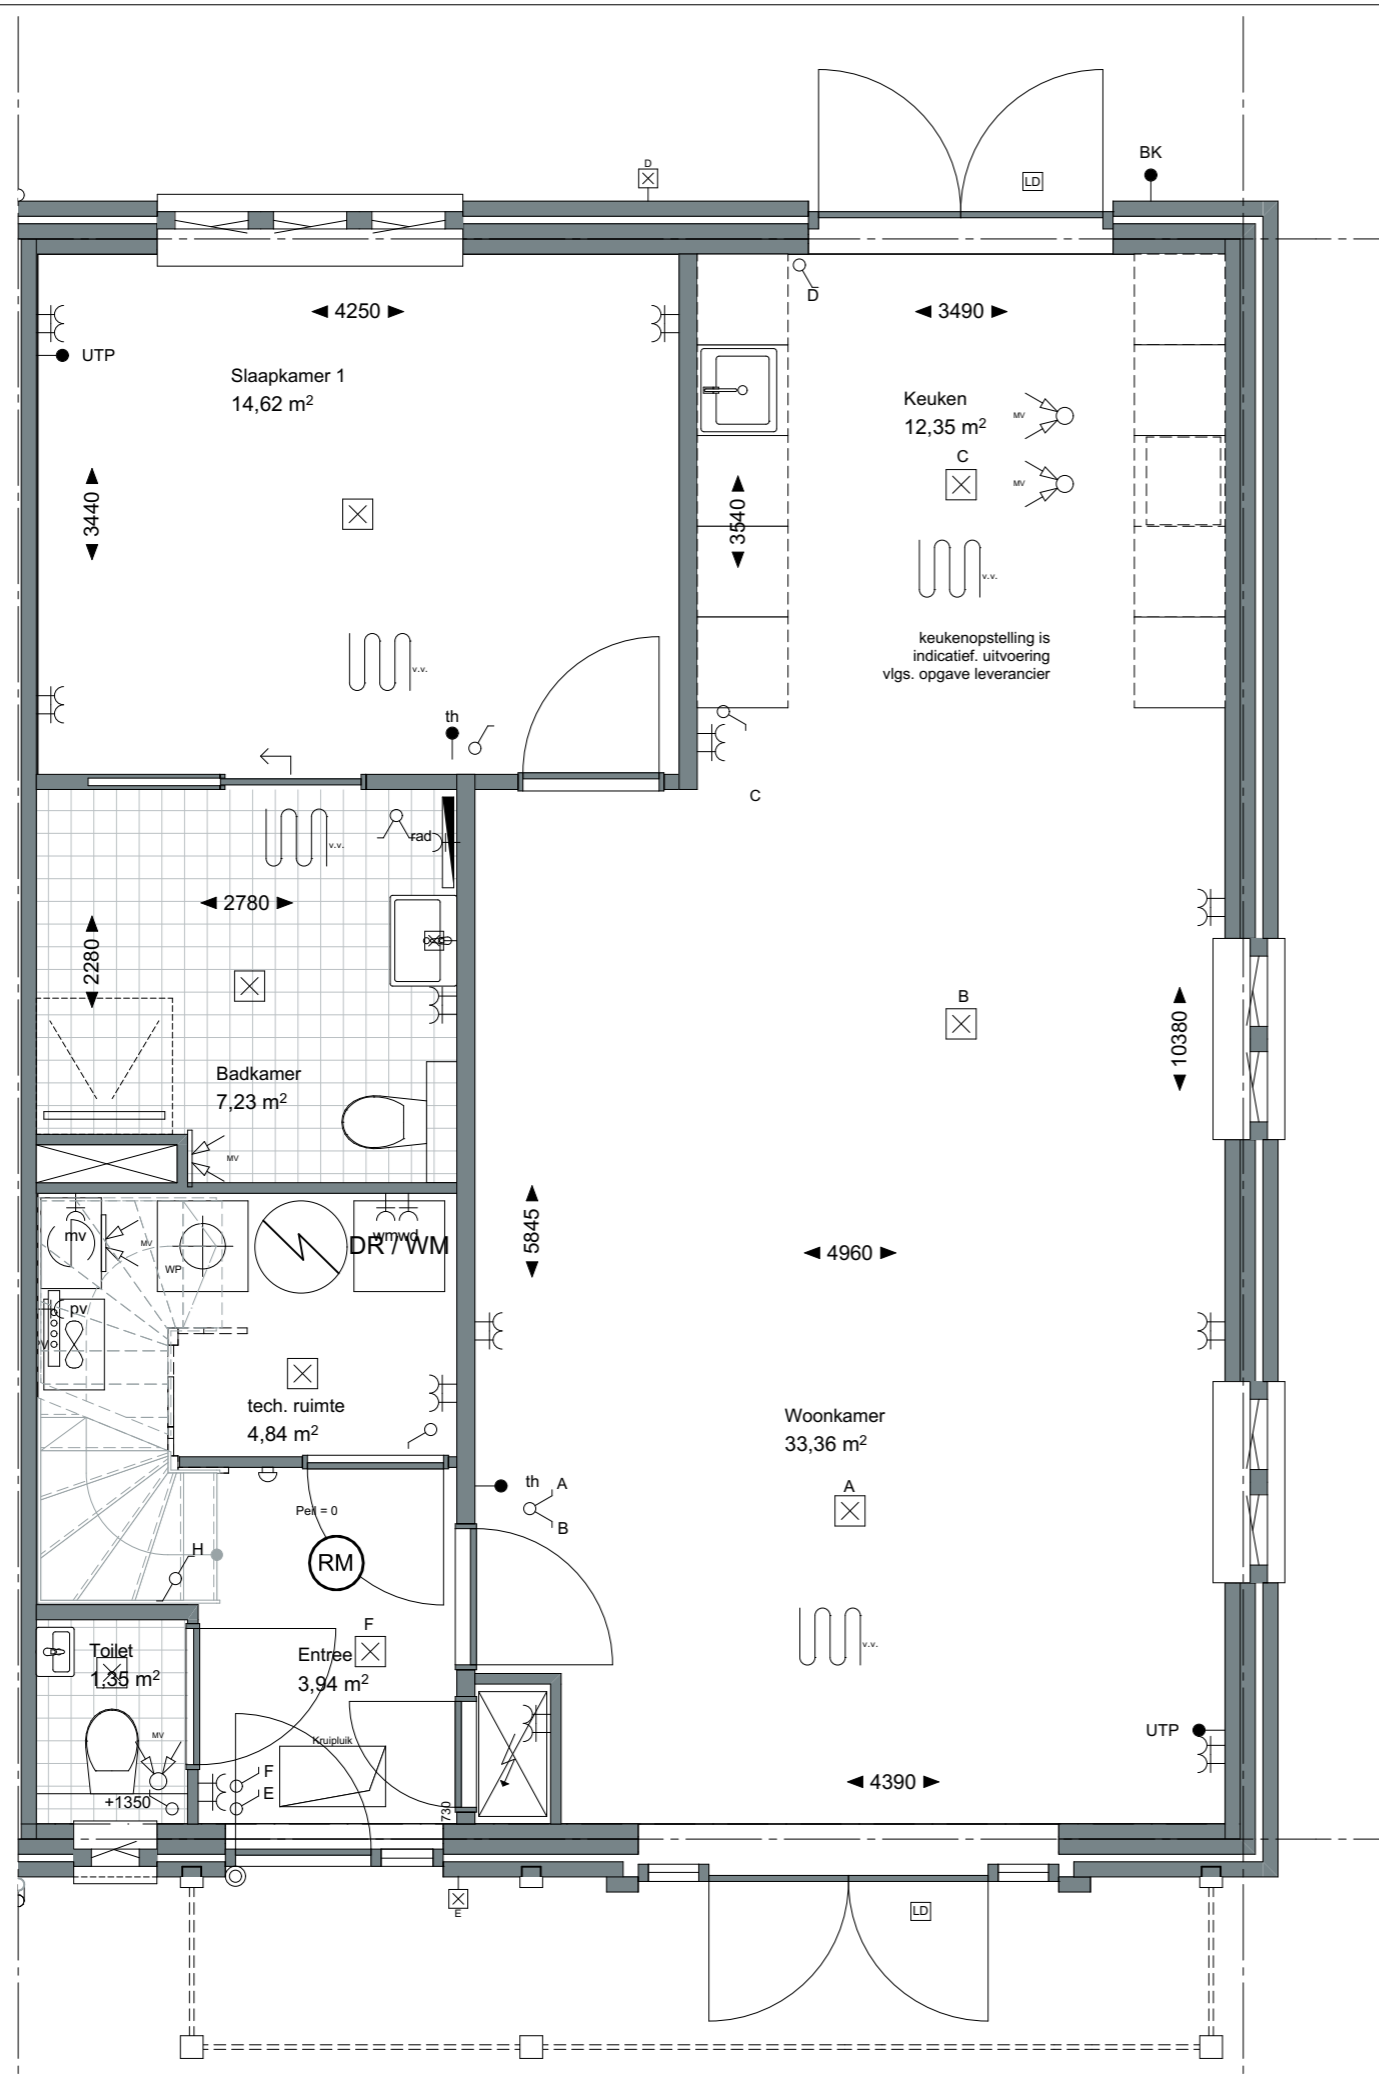 D
BK
LD
D
4250
3490
UTP
Slaapkamer 1
14,62 m²
Keuken
12,35 m²
MV
C
MV
3440
3540
v.v.
keukenopstelling is
indicatief. uitvoering
vlgs. opgave leverancier
v.v.
th
C
rad
v.v.
2780
2280
B
10380
Badkamer
7,23 m²
MV
5845
4960
mv
MV
WP
wmwd
DR / WM
pv
tech. ruimte
4,84 m²
Woonkamer
33,36 m²
th
A
B
A
Peil = 0
RM
H
F
Toilet
1,35 m²
Entree
3,94 m²
v.v.
MV
Kruipluik
UTP
F
E
+1350
730
4390
E
LD